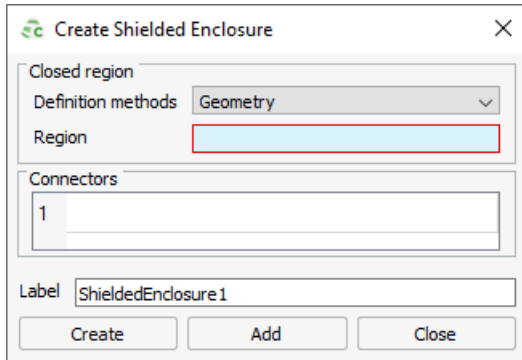 Create Shielded Enclosure
Closed region
Definition methods Geometry
Region
Connectors
1
Label ShieldedEnclosure1
Create Add Close